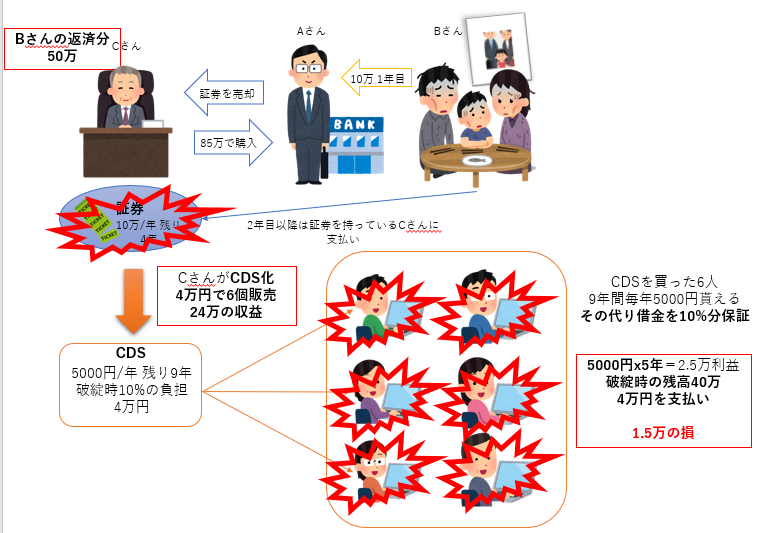 Bさんの返済分
50万
Cさん
Aさん
Bさん
10万 1年目
証券を売却
85万で購入
BANK
証券
10万/年 残り
4年
TICKET
TICKET
TICKET
TICKET
2年目以降は証券を持っているCさんに
支払い
CさんがCDS化
4万円で6個販売
24万の収益
CDS
5000円/年 残り9年
破綻時10%の負担
4万円
CDSを買った6人
9年間毎年5000円貰える
その代り借金を10%分保証
5000円x5年＝2.5万利益
破綻時の残高40万
4万円を支払い
1.5万の損